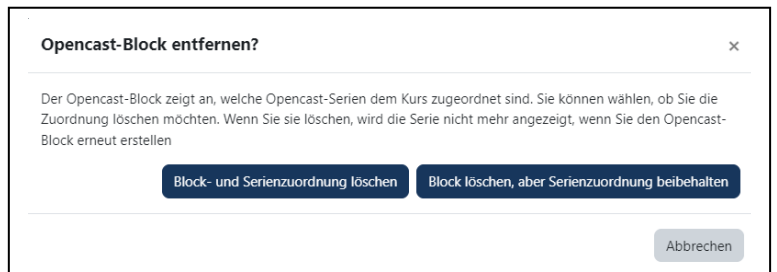 Opencast-Block entfernen?
×
Der Opencast-Block zeigt an, welche Opencast-Serien dem Kurs zugeordnet sind. Sie können wählen, ob Sie die
Zuordnung löschen möchten. Wenn Sie sie löschen, wird die Serie nicht mehr angezeigt, wenn Sie den Opencast-
Block erneut erstellen
Block- und Serienzuordnung löschen
Block löschen, aber Serienzuordnung beibehalten
Abbrechen